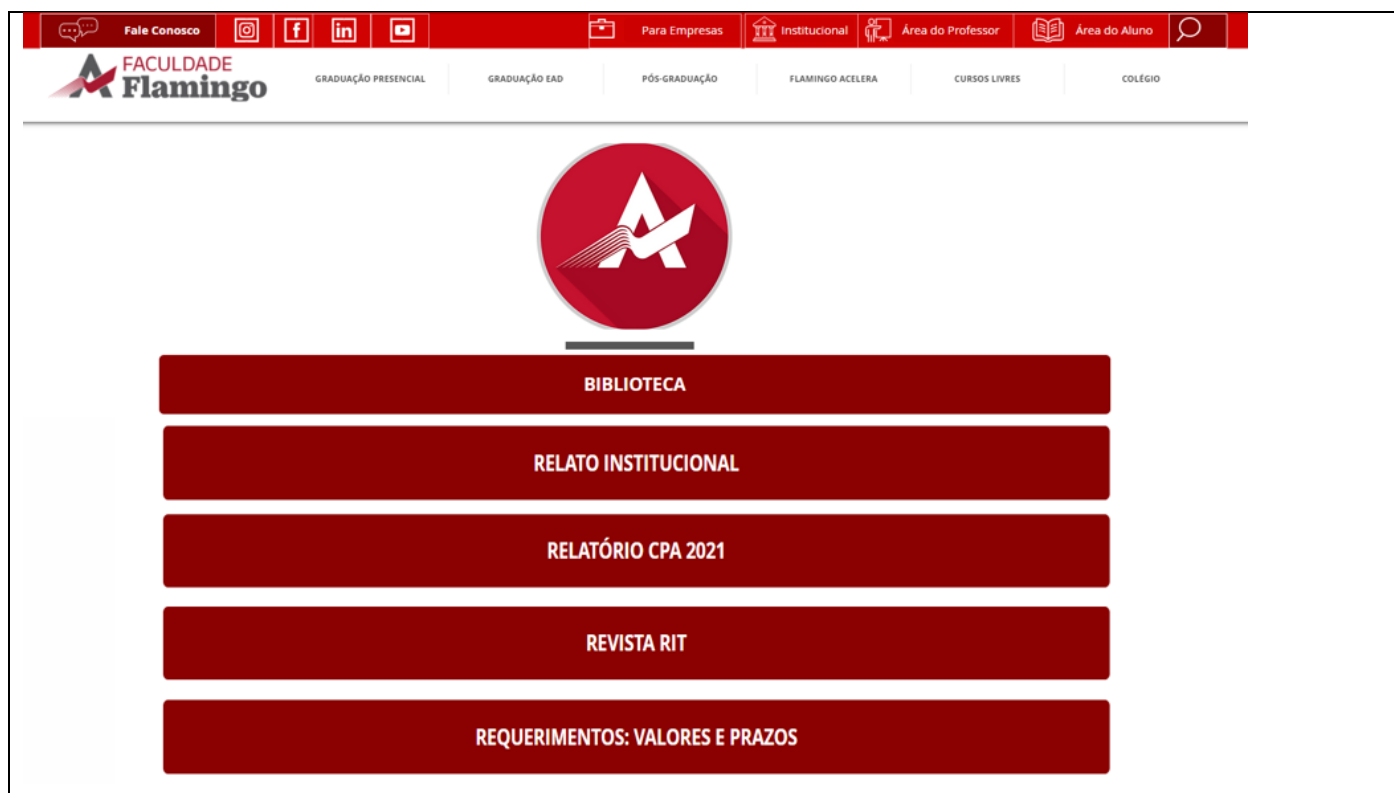 Fale Conosco
Para Empresas
Institucional
Área do Professor
Área do Aluno
FACULDADE
Flamingo
GRADUAÇÃO PRESENCIAL
GRADUAÇÃO EAD
PÓS-GRADUAÇÃO
FLAMINGO ACELERA
CURSOS LIVRES
COLÉGIO
BIBLIOTECA
RELATO INSTITUCIONAL
RELATÓRIO CPA 2021
REVISTA RIT
REQUERIMENTOS: VALORES E PRAZOS